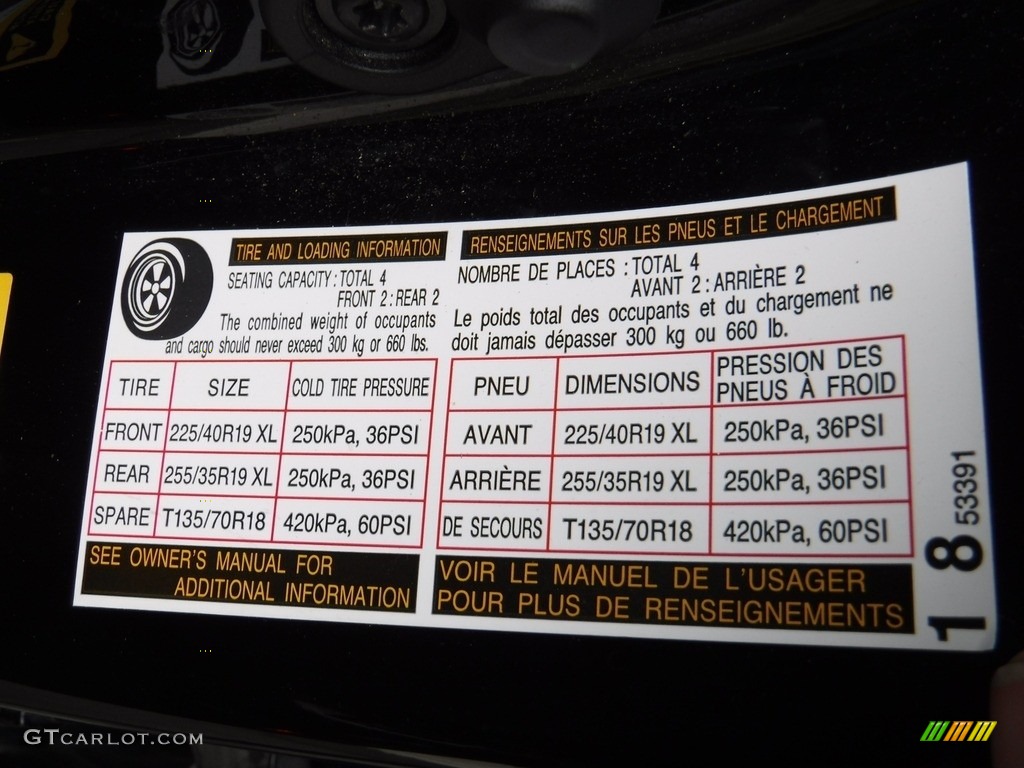 TIRE AND LOADING INFORMATION
SEATING CAPACITY : TOTAL 4
FRONT 2 : REAR 2
The combined weight of occupants
and cargo should never exceed 300 kg or 660 lbs.
TIRE SIZE COLD TIRE PRESSURE
FRONT 225/40R19 XL 250kPa, 36PSI
REAR 255/35R19 XL 250kPa, 36PSI
SPARE T135/70R18 420kPa, 60PSI
SEE OWNER'S MANUAL FOR
ADDITIONAL INFORMATION
RENSEIGNEMENTS SUR LES PNEUS ET LE CHARGEMENT
NOMBRE DE PLACES : TOTAL 4
AVANT 2 : ARRIÈRE 2
Le poids total des occupants et du chargement ne
doit jamais dépasser 300 kg ou 660 lb.
PNEU DIMENSIONS PRESSION DES
PNEUS À FROID
AVANT 225/40R19 XL 250kPa, 36PSI
ARRIÈRE 255/35R19 XL 250kPa, 36PSI
DE SECOURS T135/70R18 420kPa, 60PSI
VOIR LE MANUEL DE L'USAGER
POUR PLUS DE RENSEIGNEMENTS
18 53391
GTCARLOT.COM